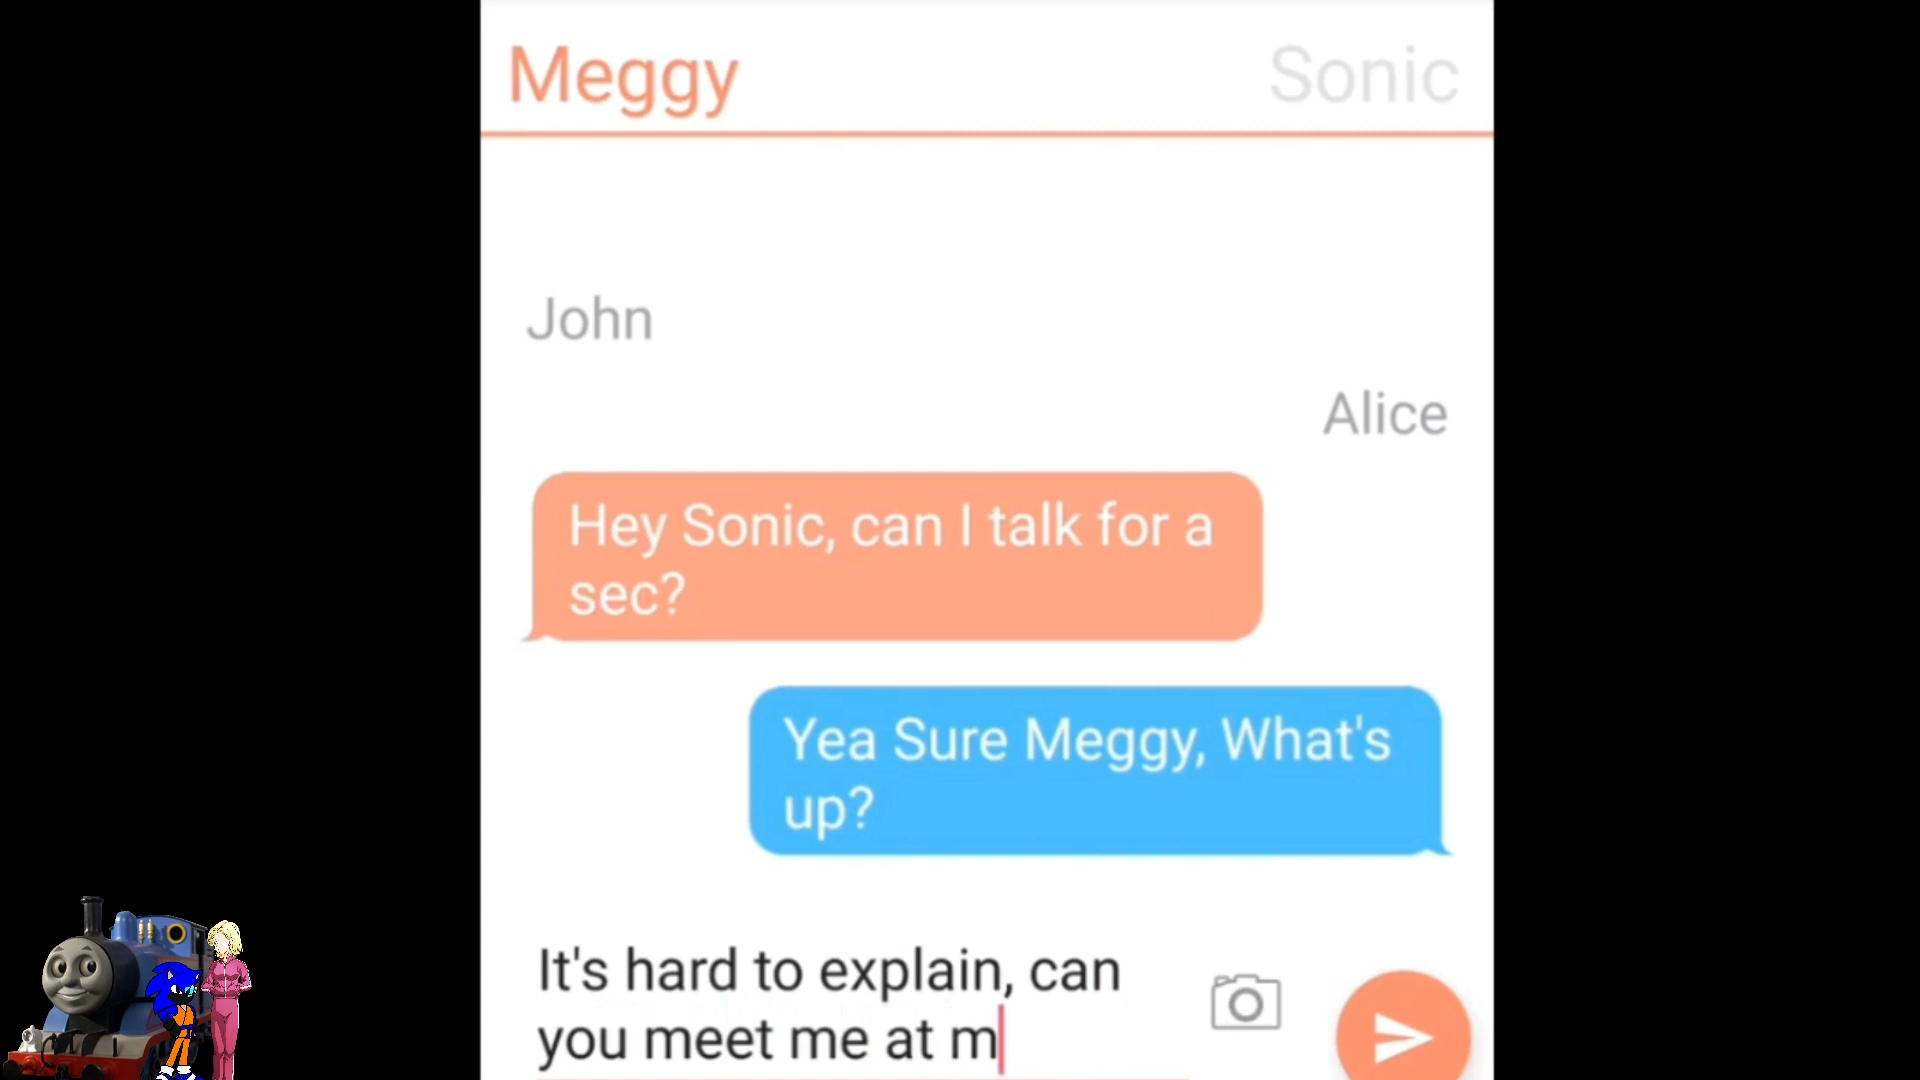 Meggy
Sonic
John
Alice
Hey Sonic, can I talk for a
sec?
Yea Sure Meggy, What's
up?
It's hard to explain, can
you meet me at m